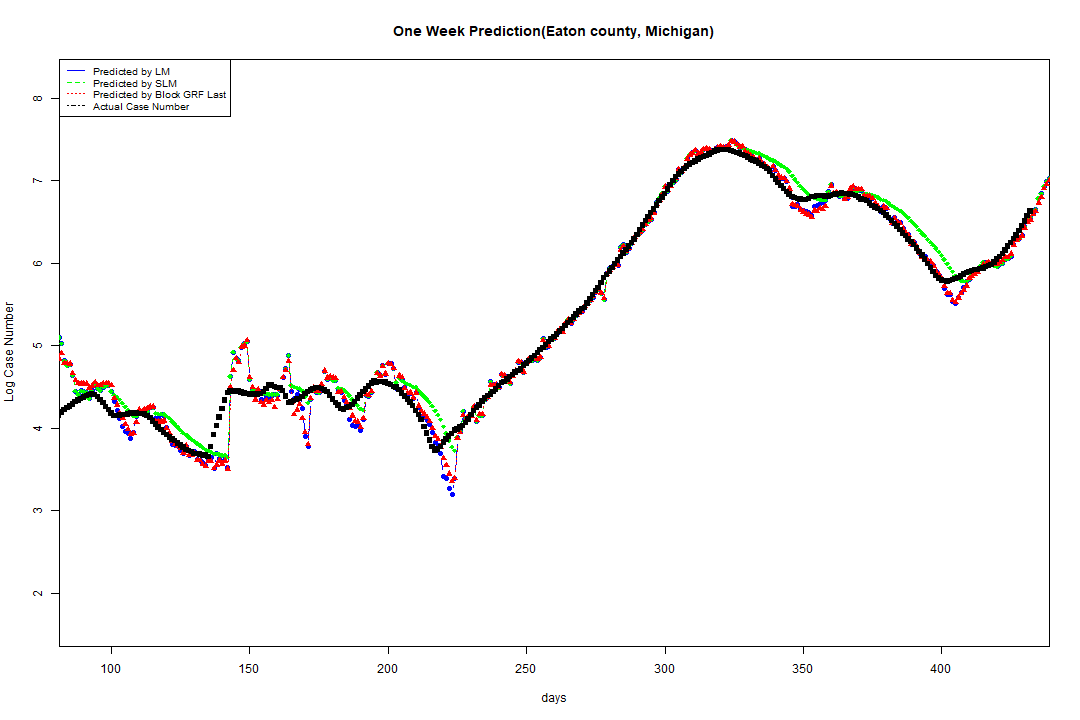 One Week Prediction(Eaton county, Michigan)
Predicted by LM
Predicted by SLM
Predicted by Block GRF Last
Actual Case Number
8
7
6
5
4
3
2
Log Case Number
100 150 200 250 300 350 400
days